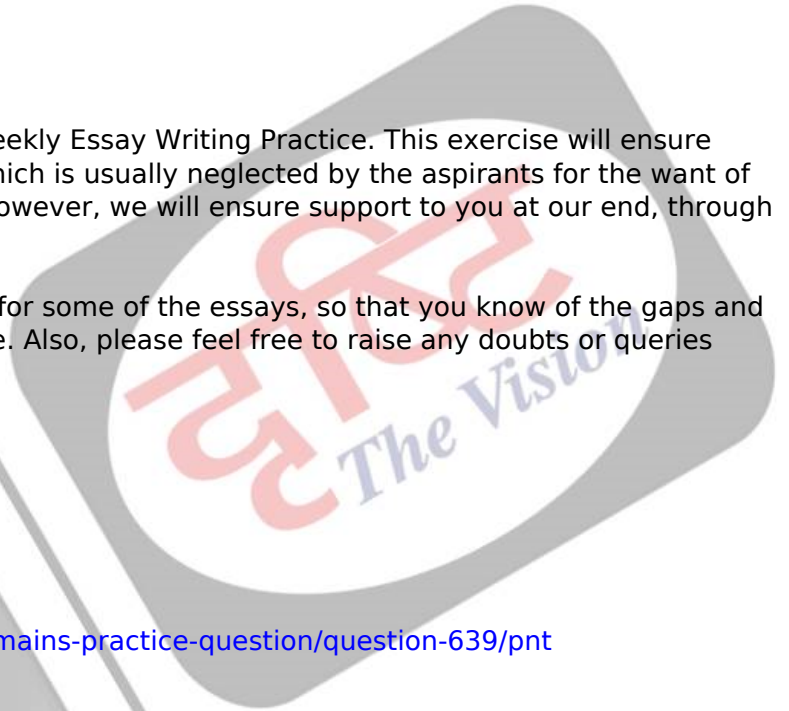 eekly Essay Writing Practice. This exercise will ensure
hich is usually neglected by the aspirants for the want of
owever, we will ensure support to you at our end, through
for some of the essays, so that you know of the gaps and
e. Also, please feel free to raise any doubts or queries
दृष्टि
The Vision
mains-practice-question/question-639/pnt